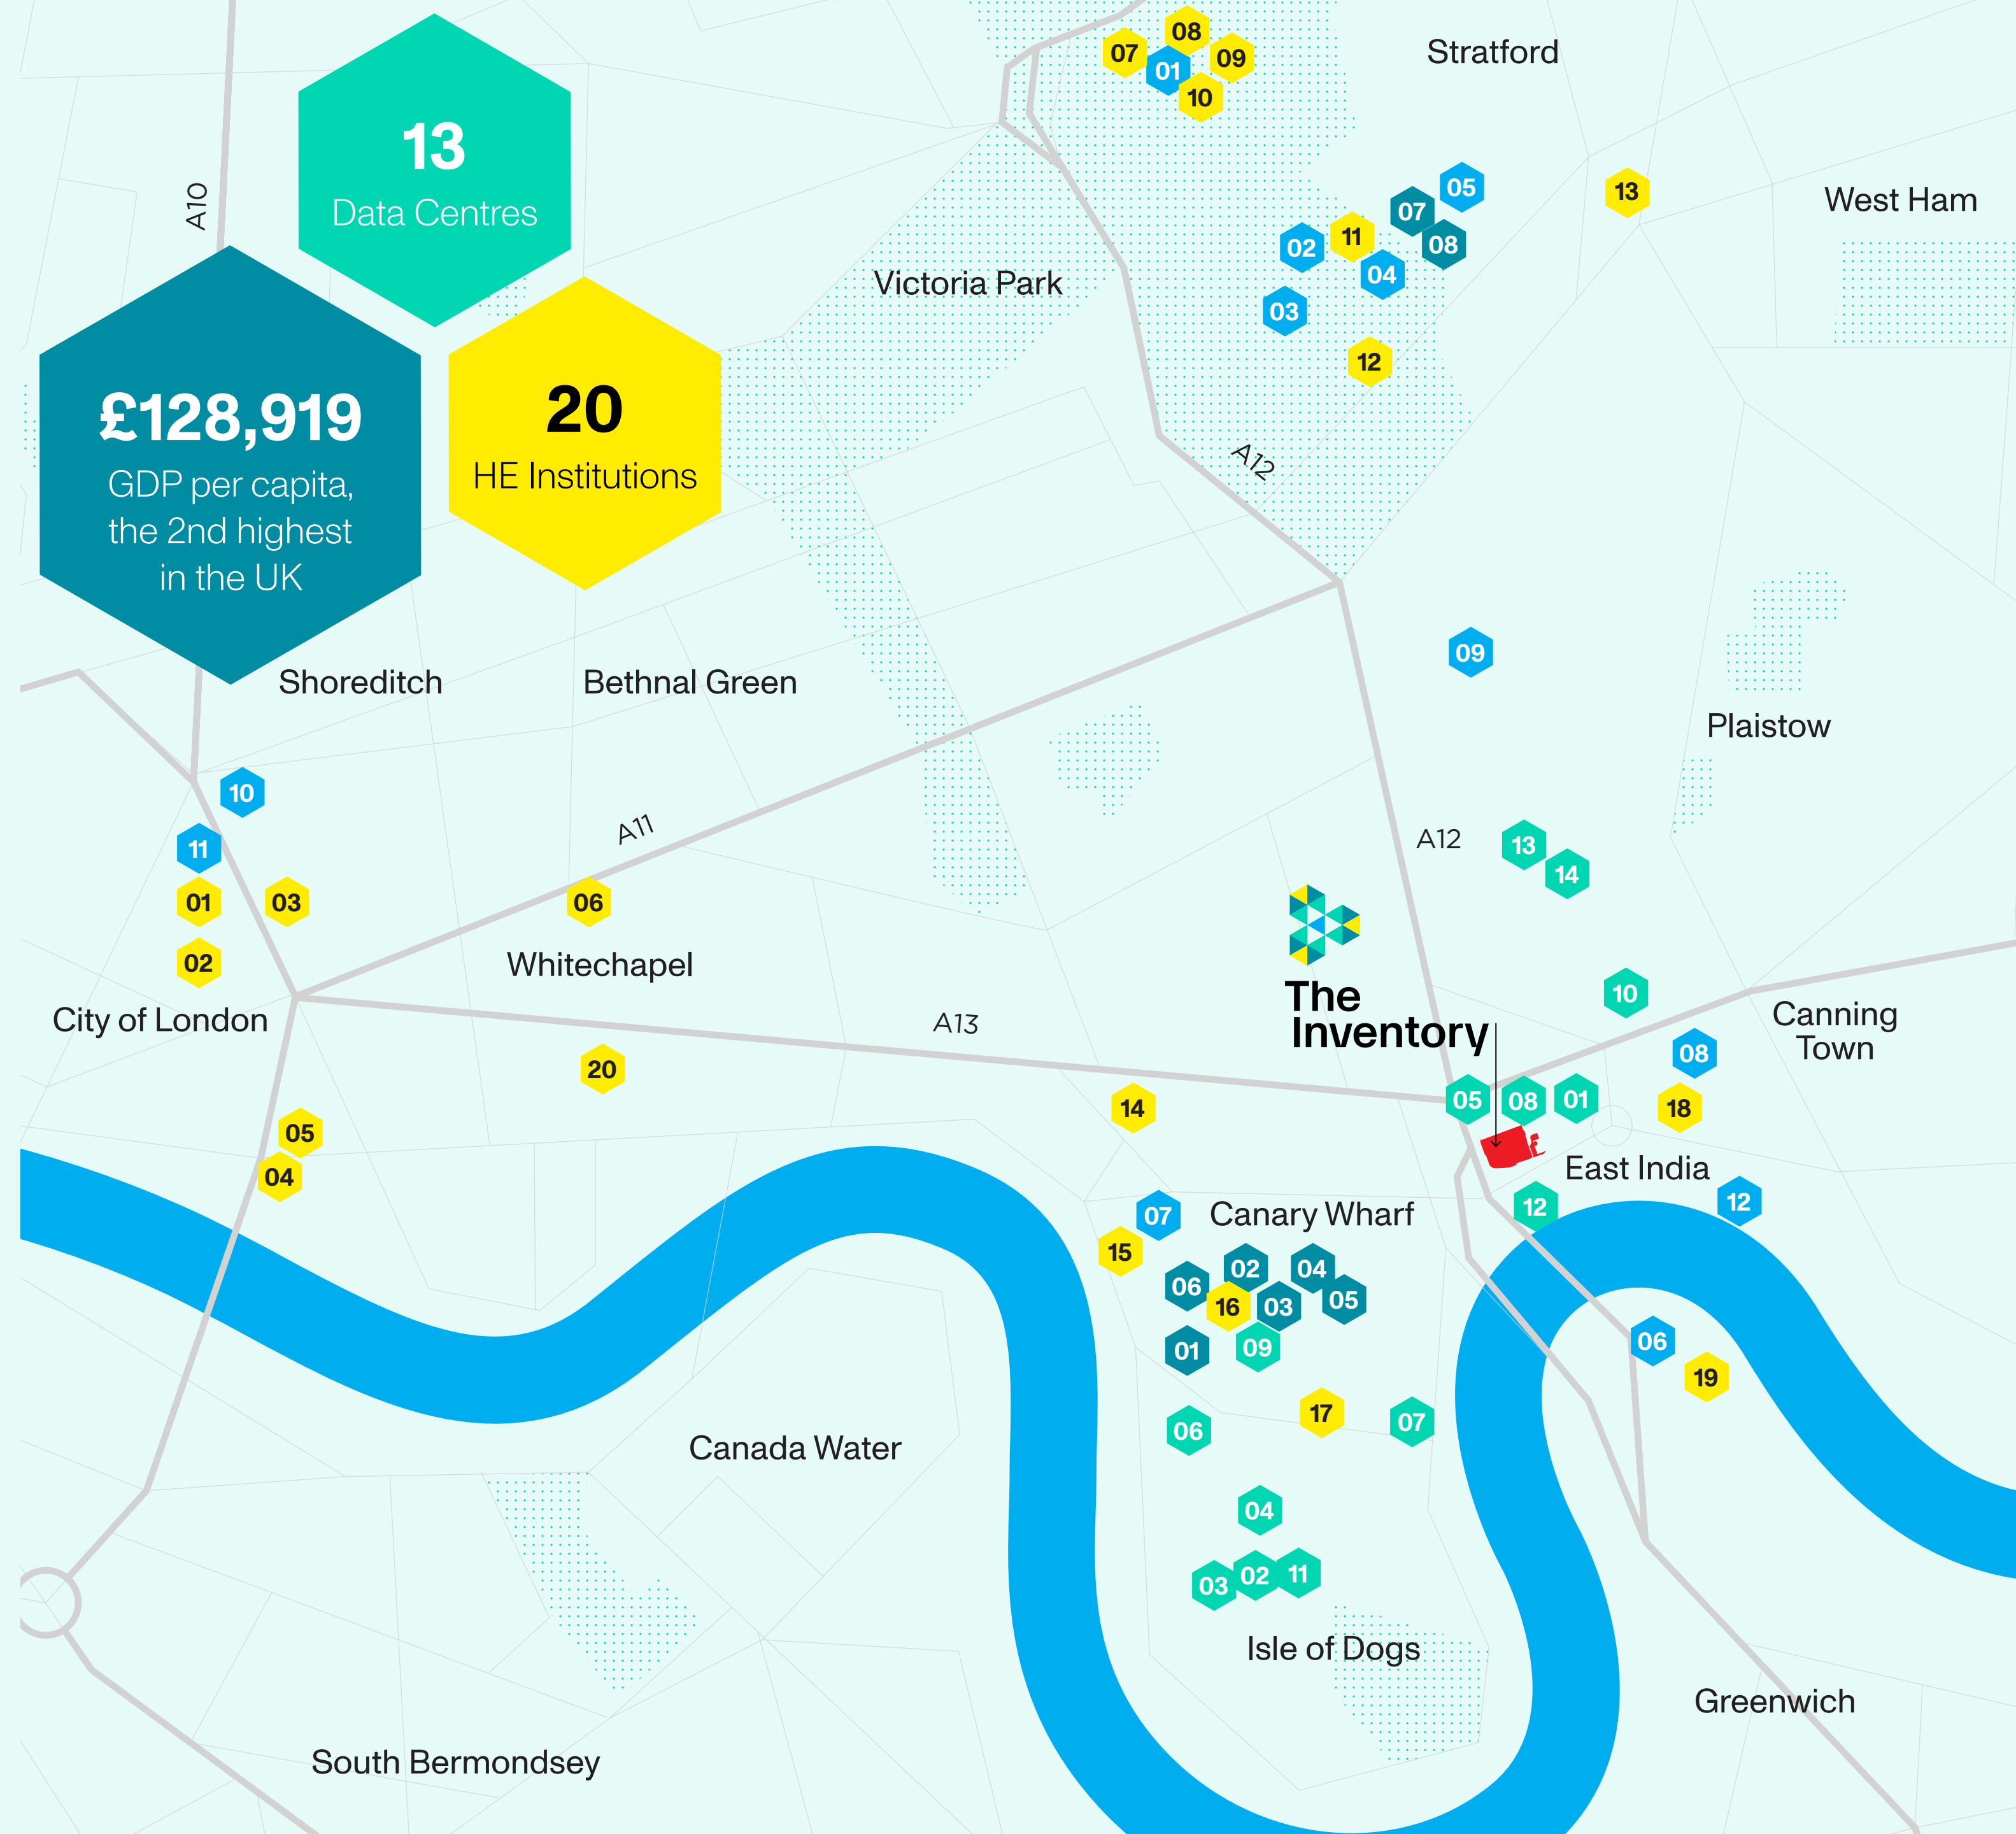 08
07
09
01
10
Stratford
13
Data Centres
A10
05
13
07
08
West Ham
02
11
04
03
12
Victoria Park
£128,919
GDP per capita,
the 2nd highest
in the UK
20
HE Institutions
A12
Shoreditch
Bethnal Green
09
Plaistow
10
11
01
03
02
City of London
A11
06
Whitechapel
20
A13
05
04
A12
13
14
The
Inventory
10
Canning
Town
08
05
08
01
18
14
East India
12
12
07
Canary Wharf
15
02
04
06
16
03
05
01
09
06
19
17
07
06
Canada Water
04
03
02
11
Isle of Dogs
Greenwich
South Bermondsey